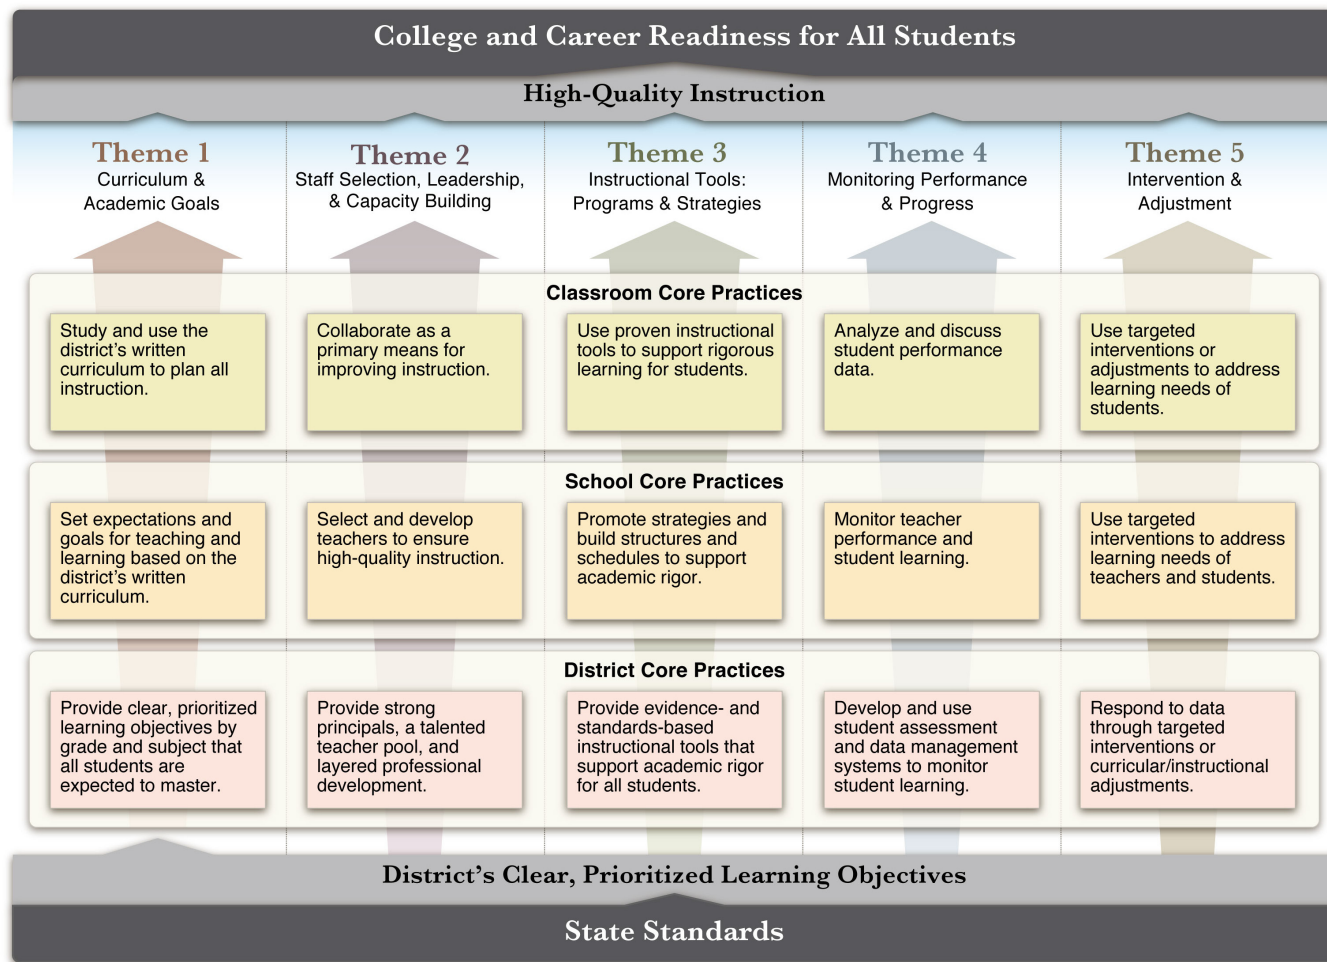 College and Career Readiness for All Students
High-Quality Instruction
Theme 1
Curriculum &
Academic Goals
Theme 2
Staff Selection, Leadership,
& Capacity Building
Theme 3
Instructional Tools:
Programs & Strategies
Theme 4
Monitoring Performance
& Progress
Theme 5
Intervention &
Adjustment
Classroom Core Practices
Study and use the
district’s written
curriculum to plan all
instruction.
Collaborate as a
primary means for
improving instruction.
Use proven instructional
tools to support rigorous
learning for students.
Analyze and discuss
student performance
data.
Use targeted
interventions or
adjustments to address
learning needs of
students.
School Core Practices
Set expectations and
goals for teaching and
learning based on the
district’s written
curriculum.
Select and develop
teachers to ensure
high-quality instruction.
Promote strategies and
build structures and
schedules to support
academic rigor.
Monitor teacher
performance and
student learning.
Use targeted
interventions to address
learning needs of
teachers and students.
District Core Practices
Provide clear, prioritized
learning objectives by
grade and subject that
all students are
expected to master.
Provide strong
principals, a talented
teacher pool, and
layered professional
development.
Provide evidence- and
standards-based
instructional tools that
support academic rigor
for all students.
Develop and use
student assessment
and data management
systems to monitor
student learning.
Respond to data
through targeted
interventions or
curricular/instructional
adjustments.
District’s Clear, Prioritized Learning Objectives
State Standards